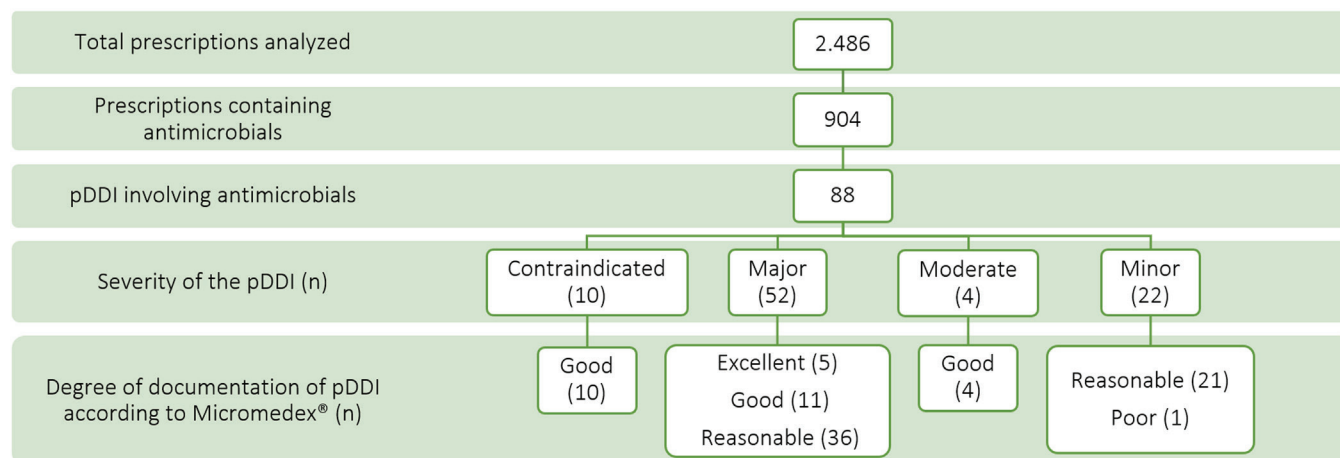 Total prescriptions analyzed
2.486
Prescriptions containing
antimicrobials
904
pDDI involving antimicrobials
88
Severity of the pDDI (n)
Contraindicated
(10)
Major
(52)
Moderate
(4)
Minor
(22)
Degree of documentation of pDDI
according to Micromedex® (n)
Good
(10)
Excellent (5)
Good (11)
Reasonable (36)
Good
(4)
Reasonable (21)
Poor (1)